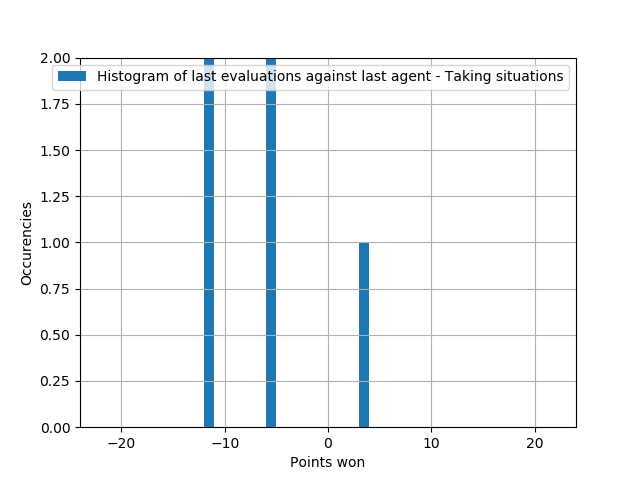 2.00
Histogram of last evaluations against last agent - Taking situations
1.75
1.50
1.25
1.00
0.75
0.50
0.25
0.00
Occurencies
−20 −10 0 10 20
Points won